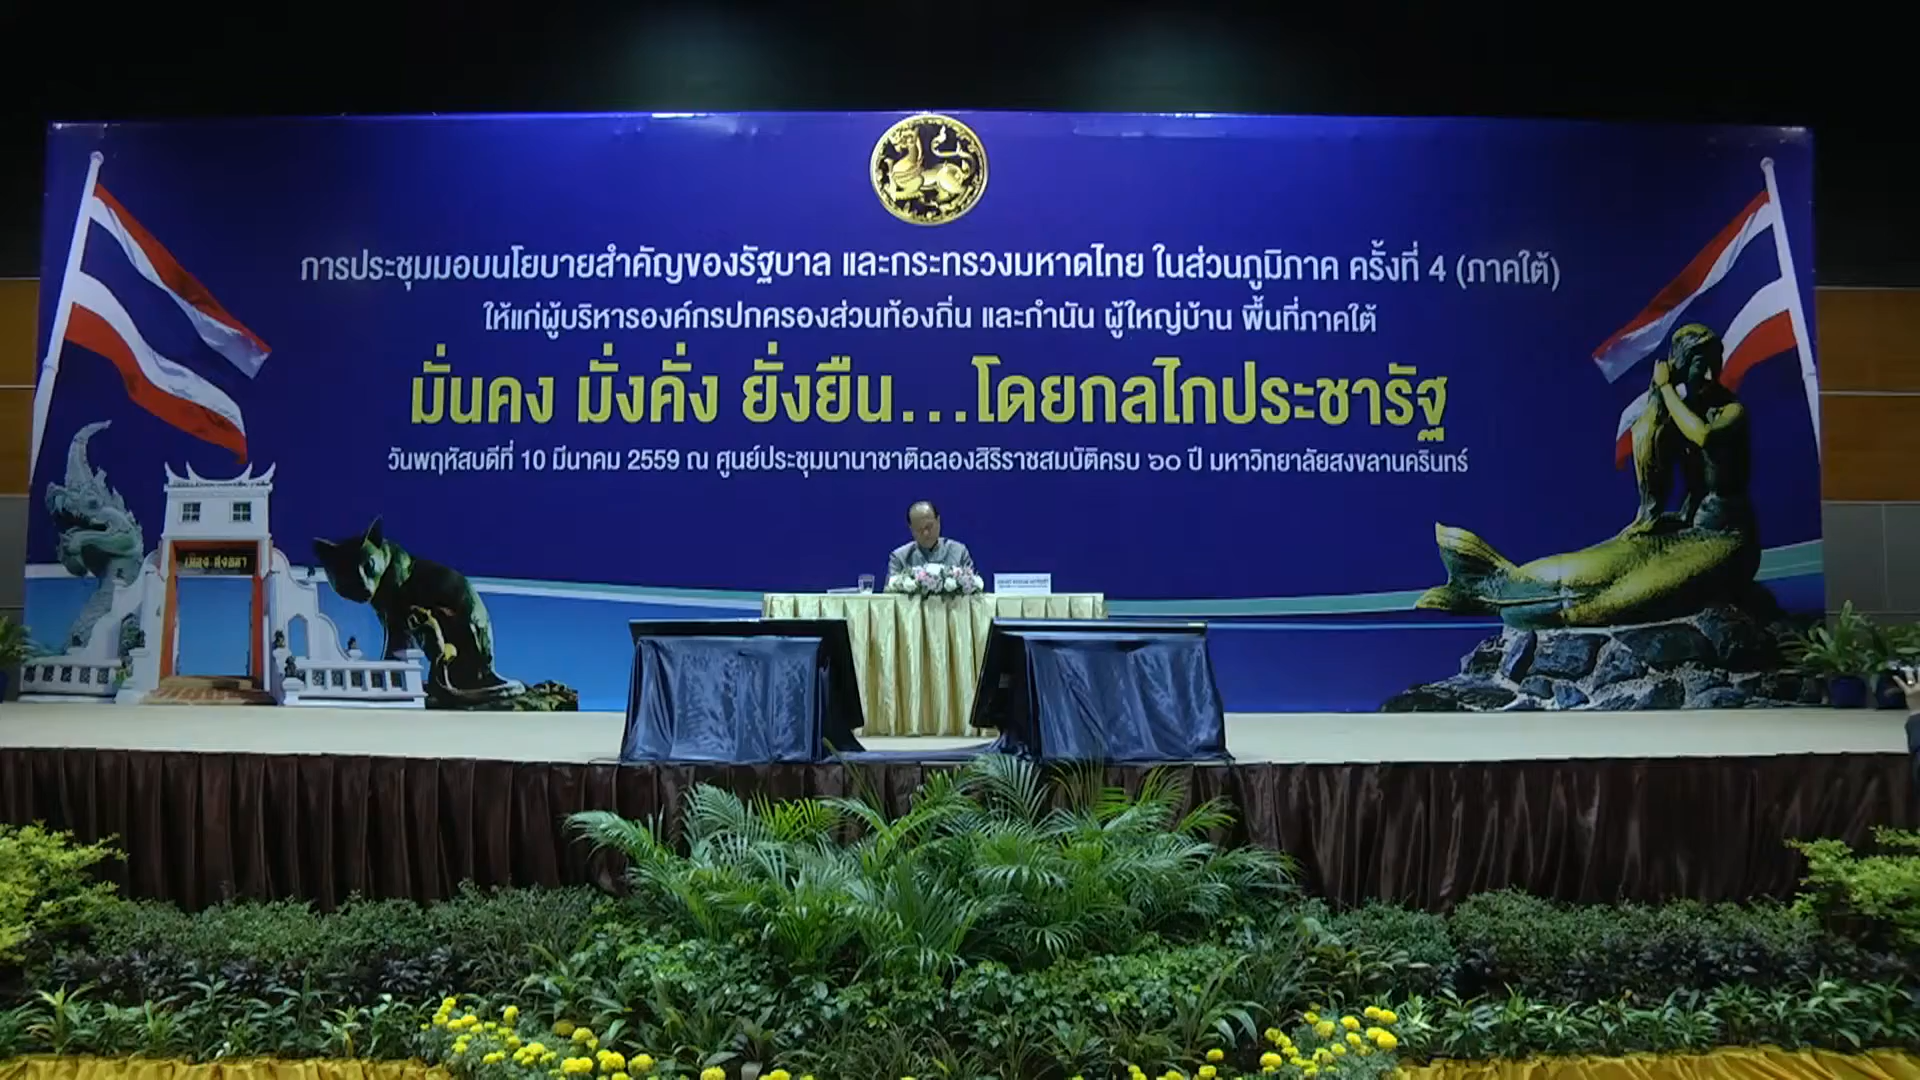 การประชุมมอบนโยบายสำคัญของรัฐบาล และกระทรวงมหาดไทย ในส่วนภูมิภาค ครั้งที่ 4 (ภาคใต้)
ให้แก่ผู้บริหารองค์กรปกครองส่วนท้องถิ่น และกำนัน ผู้ใหญ่บ้าน พื้นที่ภาคใต้
มั่นคง มั่งคั่ง ยั่งยืน...โดยกลไกประชารัฐ
วันพฤหัสบดีที่ 10 มีนาคม 2559 ณ ศูนย์ประชุมนานาชาติฉลองสิริราชสมบัติครบ ๖๐ ปี มหาวิทยาลัยสงขลานครินทร์
เมือง สงขลา